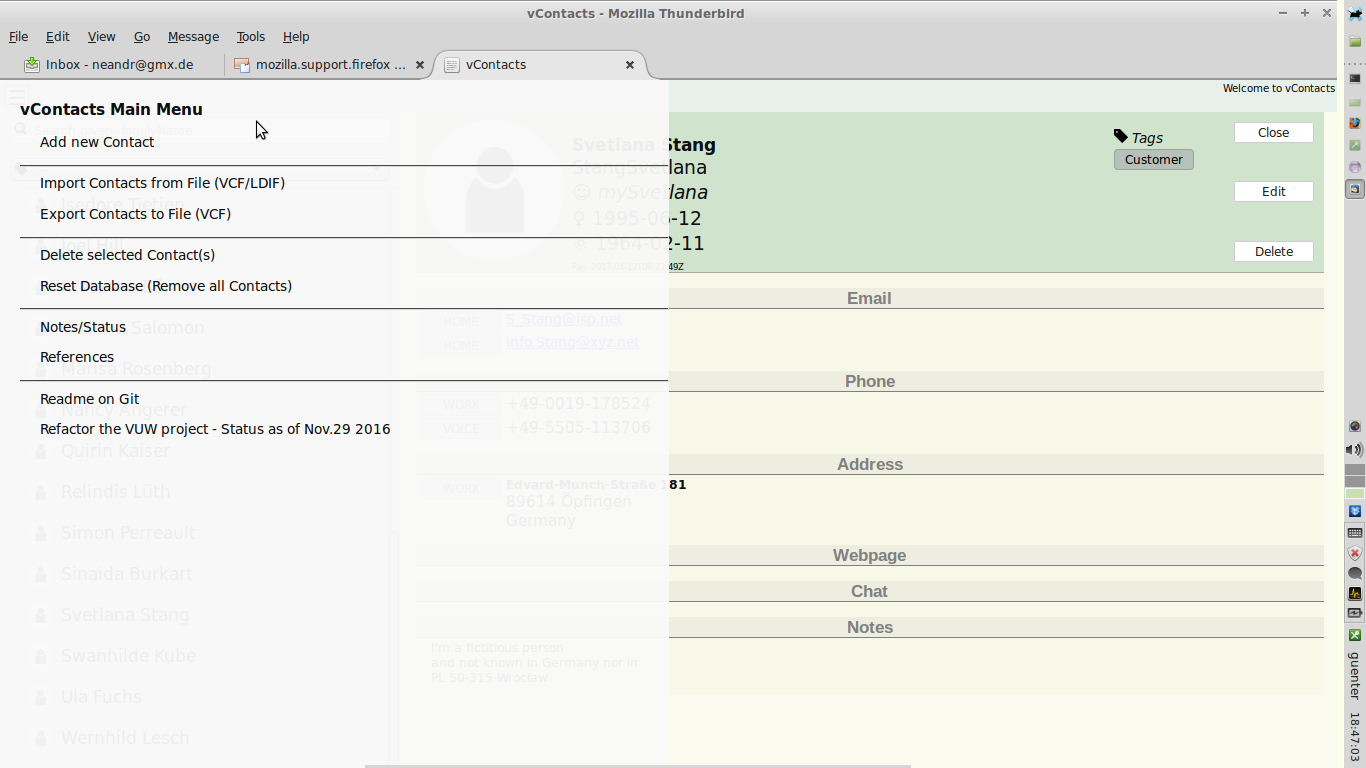 vContacts - Mozilla Thunderbird
File Edit View Go Message Tools Help
Inbox - neandr@gmx.de
mozilla.support.firefox ...
vContacts
Welcome to vContacts
vContacts Main Menu
Add new Contact
Import Contacts from File (VCF/LDIF)
Export Contacts to File (VCF)
Delete selected Contact(s)
Reset Database (Remove all Contacts)
Notes/Status
References
Readme on Git
Refactor the VUW project - Status as of Nov.29 2016
Isedore Tietjen
Joel Hill
Salomon
Marisa Rosenberg
Nancy Angerer
Quirin Kaiser
Relindis Lüth
Simon Perreault
Sinaida Burkart
Svetlana Stang
Swanhilde Kube
Ula Fuchs
Wernhild Lesch
Svetlana Stang
StangSvetlana
mySvetlana
1995-06-12
1964-02-11
Tags
Customer
Close
Edit
Delete
Email
HOME S_Stang@isp.net
HOME info.Stang@xyz.net
Phone
WORK +49-0019-178524
VOICE +49-5505-113706
Address
WORK Edvard-Munch-Straße 181
89614 Öpfingen
Germany
Webpage
Chat
Notes
I'm a fictitious person
and not known in Germany nor in
PL 50-315 Wroclaw
guenter
18:47:03